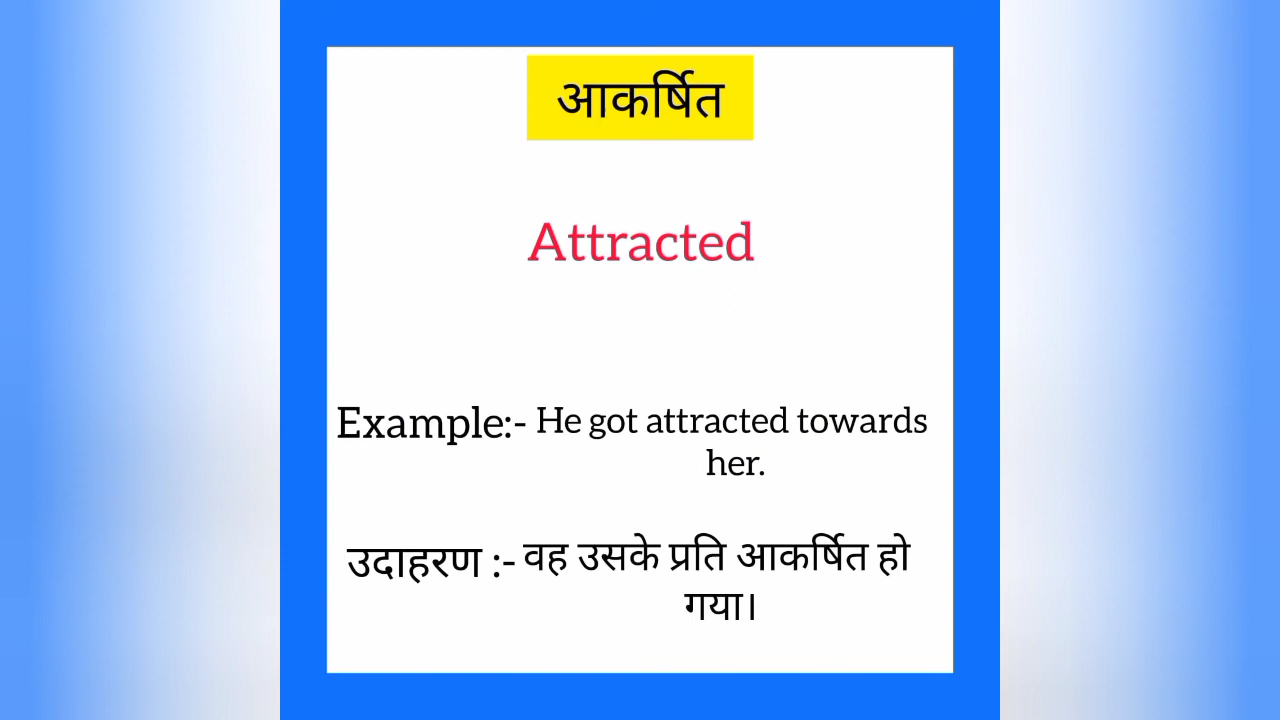 आकर्षित
Attracted
Example:- He got attracted towards
her.
उदाहरण :- वह उसके प्रति आकर्षित हो
गया।